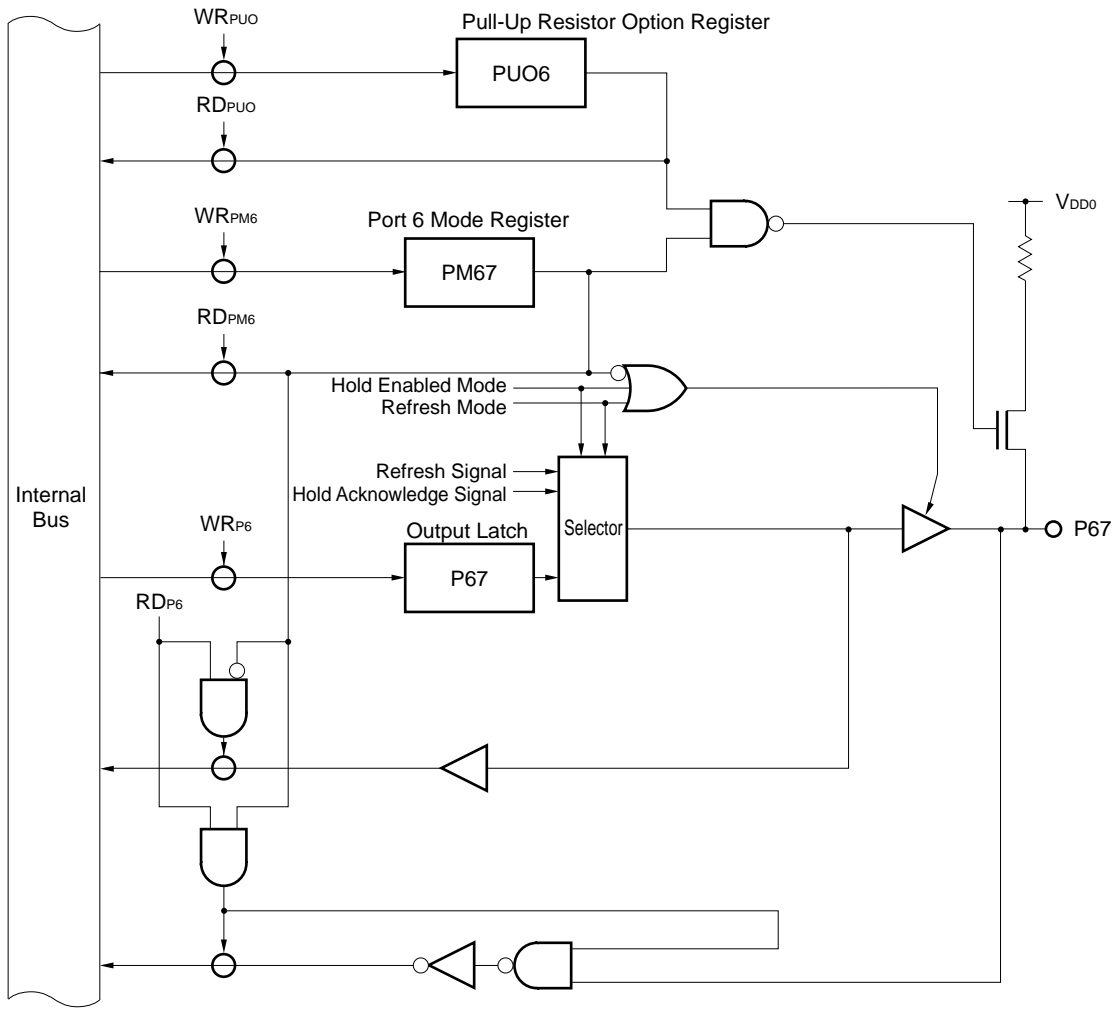 WRPUO
Pull-Up Resistor Option Register
PUO6
RDPUO
WRPM6
Port 6 Mode Register
VDD0
PM67
RDPM6
Hold Enabled Mode
Refresh Mode
Refresh Signal
Hold Acknowledge Signal
Internal
Bus
WRP6
Output Latch
Selector
P67
P67
RDP6